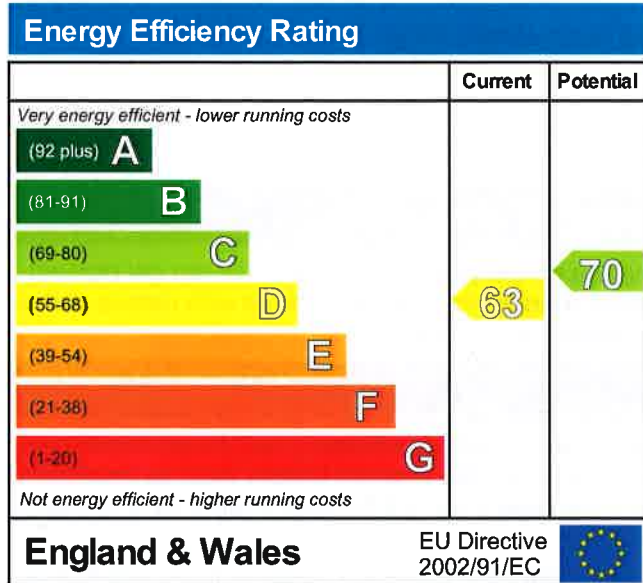 Energy Efficiency Rating
Current Potential
Very energy efficient - lower running costs
(92 plus) A
(81-91) B
(69-80) C
70
(55-68) D
63
(39-54) E
(21-38) F
(1-20) G
Not energy efficient - higher running costs
England & Wales
EU Directive
2002/91/EC